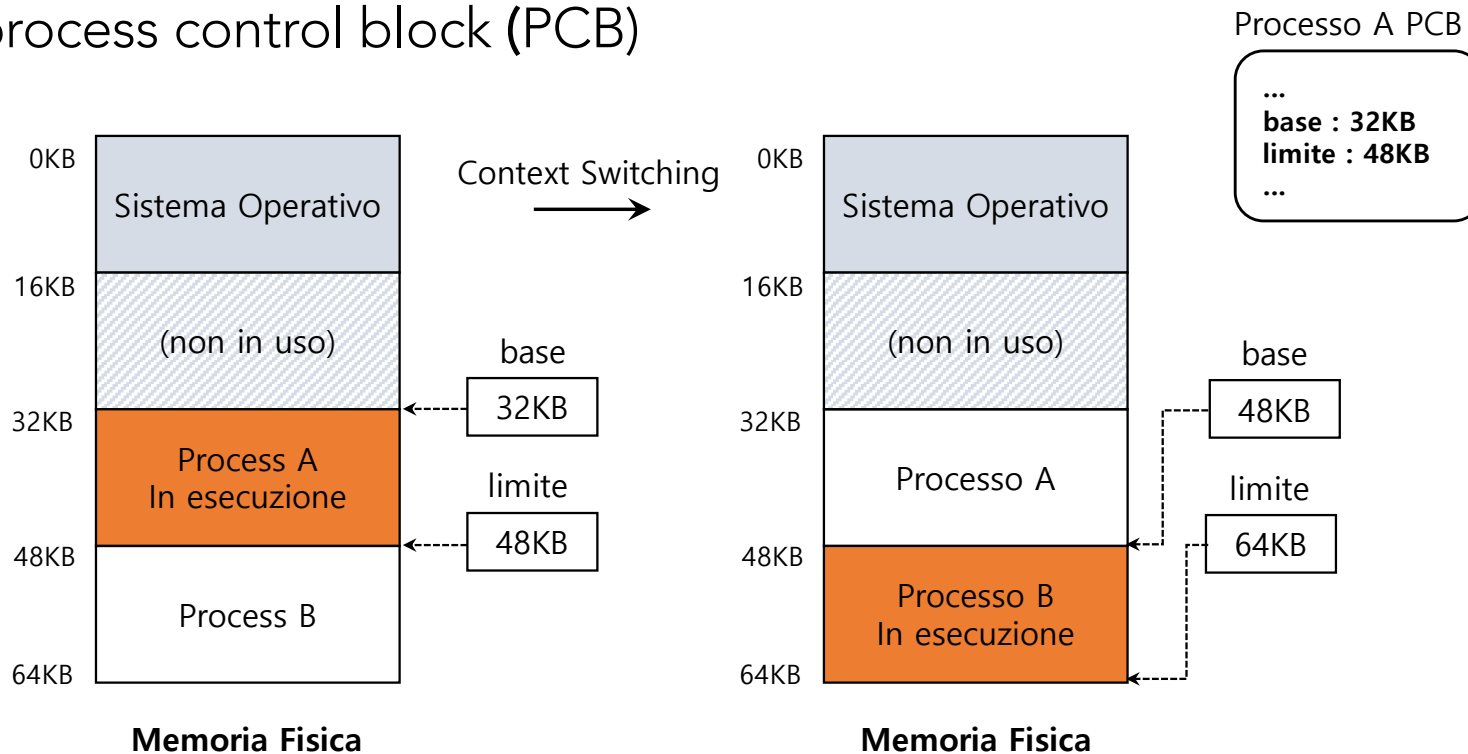 process control block (PCB)
Processo A PCB
...
base : 32KB
limite : 48KB
...
0KB
Sistema Operativo
16KB
(non in uso)
32KB
Process A
In esecuzione
48KB
Process B
64KB
Memoria Fisica
base
32KB
limite
48KB
Context Switching
0KB
Sistema Operativo
16KB
(non in uso)
32KB
Processo A
48KB
Processo B
In esecuzione
64KB
Memoria Fisica
base
48KB
limite
64KB